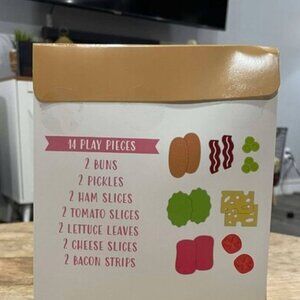 14 PLAY PIECES
2 BUNS
2 PICKLES
2 HAM SLICES
2 TOMATO SLICES
2 LETTUCE LEAVES
2 CHEESE SLICES
2 BACON STRIPS